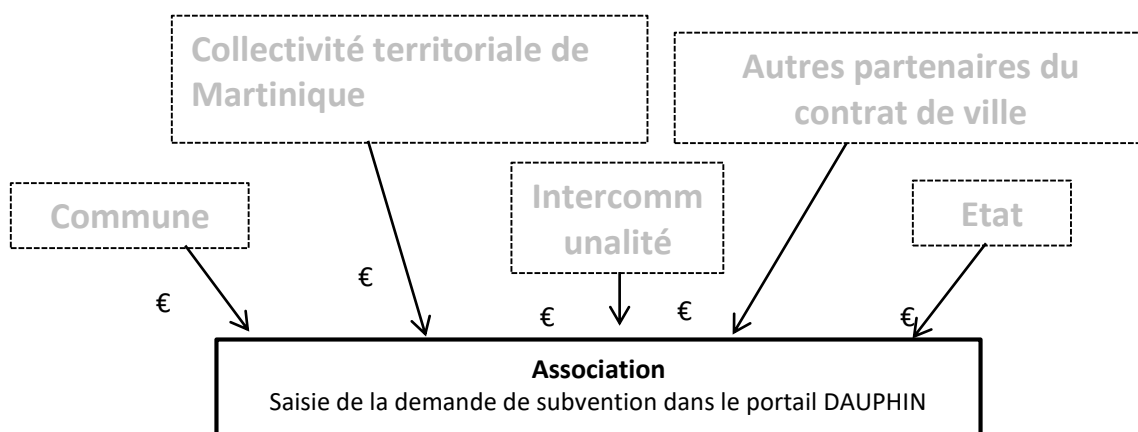 Collectivité territoriale de
Martinique
Autres partenaires du
contrat de ville
Commune
Intercomm
unalité
Etat
€
€
€
€
€
Association
Saisie de la demande de subvention dans le portail DAUPHIN